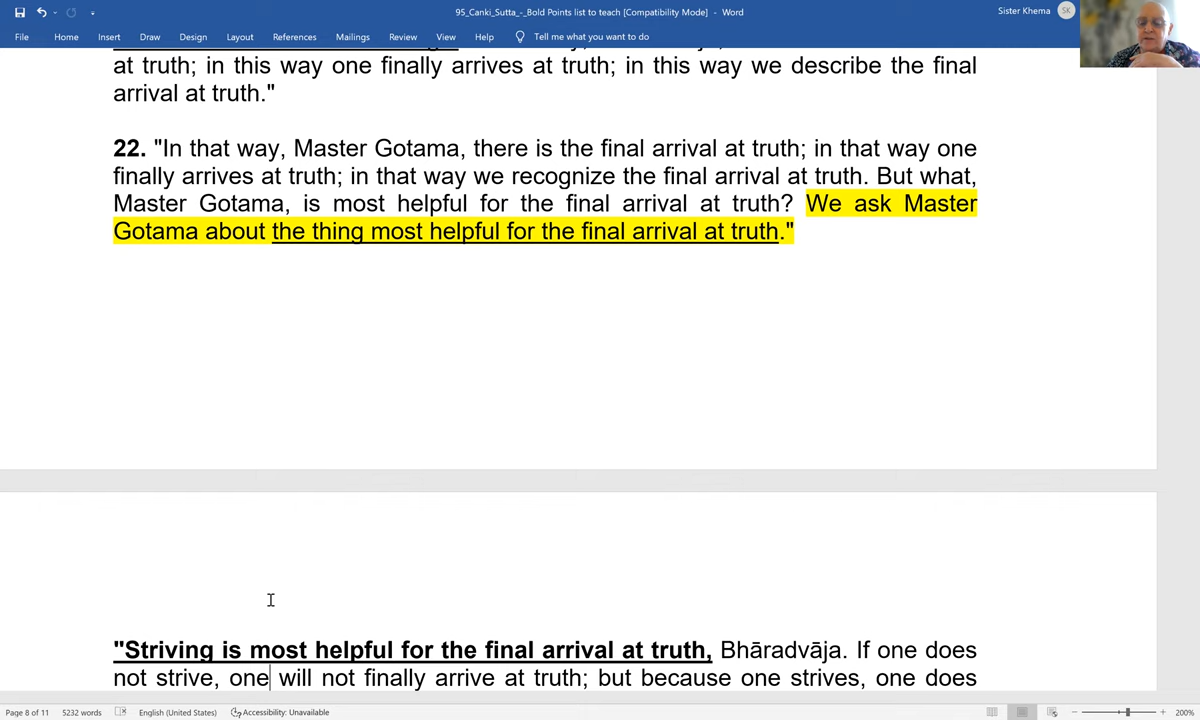 95_Canki_Sutta_-_Bold Points list to teach [Compatibility Mode] - Word
Sister Khema SK
File Home Insert Draw Design Layout References Mailings Review View Help Tell me what you want to do
at truth; in this way one finally arrives at truth; in this way we describe the final
arrival at truth."
22. "In that way, Master Gotama, there is the final arrival at truth; in that way one
finally arrives at truth; in that way we recognize the final arrival at truth. But what,
Master Gotama, is most helpful for the final arrival at truth? We ask Master
Gotama about the thing most helpful for the final arrival at truth."
"Striving is most helpful for the final arrival at truth, Bhāradvāja. If one does
not strive, one will not finally arrive at truth; but because one strives, one does
Page 8 of 11 5232 words English (United States) Accessibility: Unavailable 200%